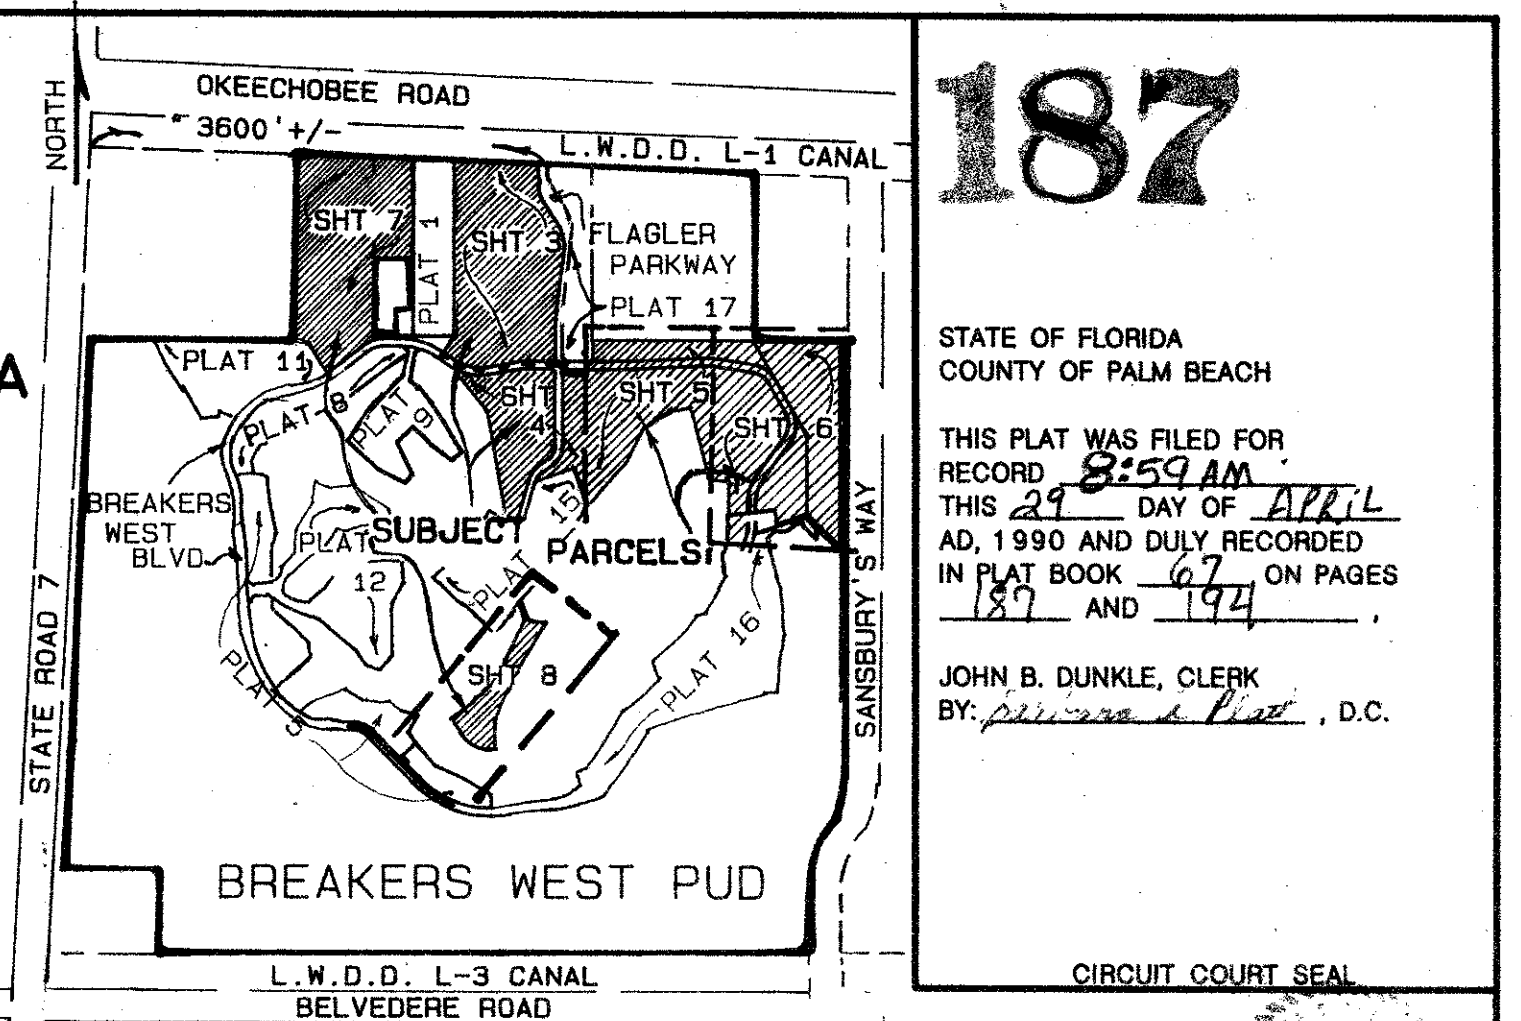 NORTH
OKEECHOBEE ROAD
3600'+/-
L.W.D.D. L-1 CANAL
SHT 7
PLAT 1
SHT 3
FLAGLER
PARKWAY
PLAT 17
A
PLAT 11
PLAT 8
PLAT 9
SHT
4
SHT 5
SHT 6
BREAKERS
WEST
BLVD
PLAT
12
SUBJECT PARCELS
PLAT 15
PLAT 16
SHT 8
PLAT
STATE ROAD 7
SANSBURY'S WAY
BREAKERS WEST PUD
L.W.D.D. L-3 CANAL
BELVEDERE ROAD
187
STATE OF FLORIDA
COUNTY OF PALM BEACH
THIS PLAT WAS FILED FOR
RECORD 8:59 AM
THIS 29 DAY OF APRIL
AD, 1990 AND DULY RECORDED
IN PLAT BOOK 67 ON PAGES
187 AND 194 .
JOHN B. DUNKLE, CLERK
BY: , D.C.
CIRCUIT COURT SEAL